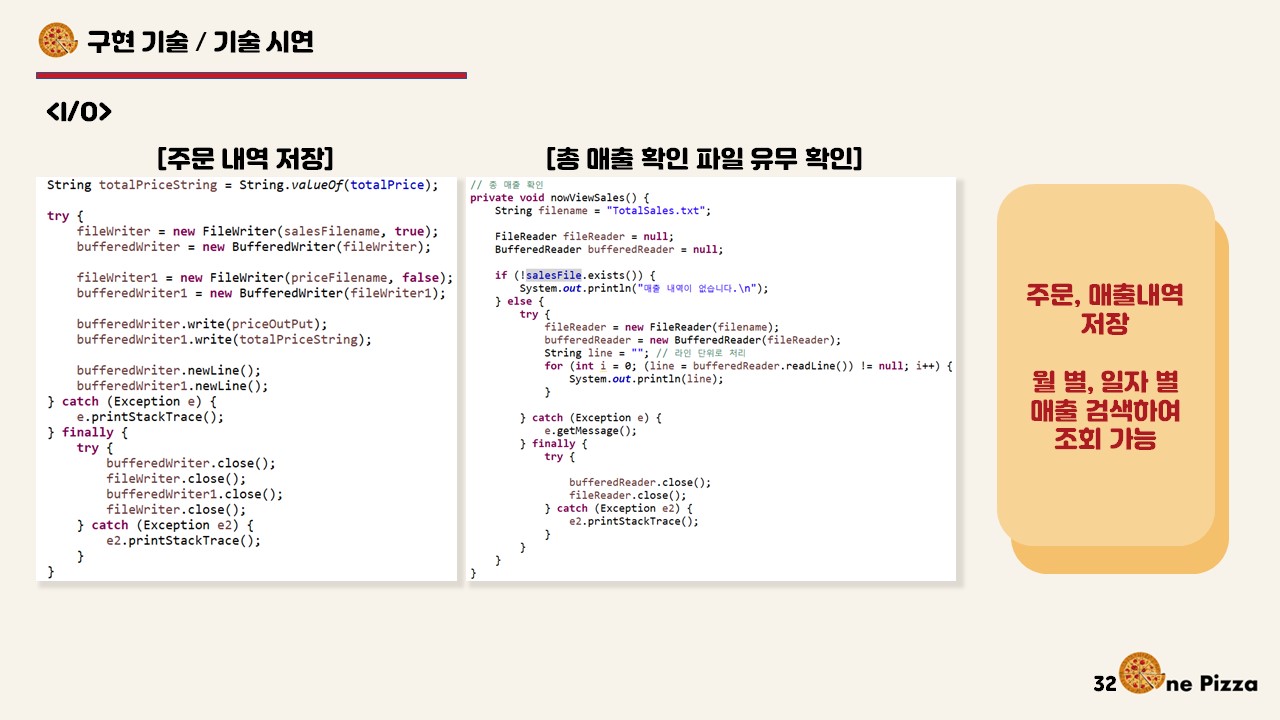 구현 기술 / 기술 시연
<I/O>
[주문 내역 저장]
String totalPriceString = String.valueOf(totalPrice);
try {
fileWriter = new FileWriter(salesFilename, true);
bufferedWriter = new BufferedWriter(fileWriter);
fileWriter1 = new FileWriter(priceFilename, false);
bufferedWriter1 = new BufferedWriter(fileWriter1);
bufferedWriter.write(priceOutPut);
bufferedWriter1.write(totalPriceString);
bufferedWriter.newLine();
bufferedWriter1.newLine();
} catch (Exception e) {
e.printStackTrace();
} finally {
try {
bufferedWriter.close();
fileWriter.close();
bufferedWriter1.close();
fileWriter.close();
} catch (Exception e2) {
e2.printStackTrace();
}
}
[총 매출 확인 파일 유무 확인]
// 총 매출 확인
private void nowViewSales() {
String filename = "TotalSales.txt";
FileReader fileReader = null;
BufferedReader bufferedReader = null;
if (!salesFile.exists()) {
System.out.println("매출 내역이 없습니다.\n");
} else {
try {
fileReader = new FileReader(filename);
bufferedReader = new BufferedReader(fileReader);
String line = ""; // 라인 단위로 처리
for (int i = 0; (line = bufferedReader.readLine()) != null; i++) {
System.out.println(line);
}
} catch (Exception e) {
e.getMessage();
} finally {
try {
bufferedReader.close();
fileReader.close();
} catch (Exception e2) {
e2.printStackTrace();
}
}
}
}
주문, 매출내역
저장
월 별, 일자 별
매출 검색하여
조회 가능
32
ne Pizza